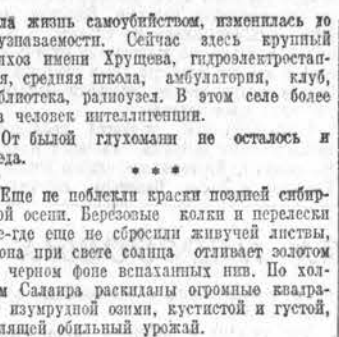 ла жизнь самоубийством, изменилась до
узнаваемости. Сейчас здесь крупный
лхоз имени Хрущева, гидроэлектростан-
я, средняя школа, амбулатория, клуб,
блиотека, радиоузел. В этом селе более
человек интеллигенции.
От былой глухомани не осталось и
еда.
* * *
Еще не поблекли краски поздней сибир-
ой осени. Березовые колки и перелески
е-где еще не сбросили живучей листвы,
она при свете солнца отливает золотом
черном фоне вспаханных нив. По хол-
м Салаира раскиданы огромные квадра-
изумрудной озими, кустистой и густой,
лящей обильный урожай.